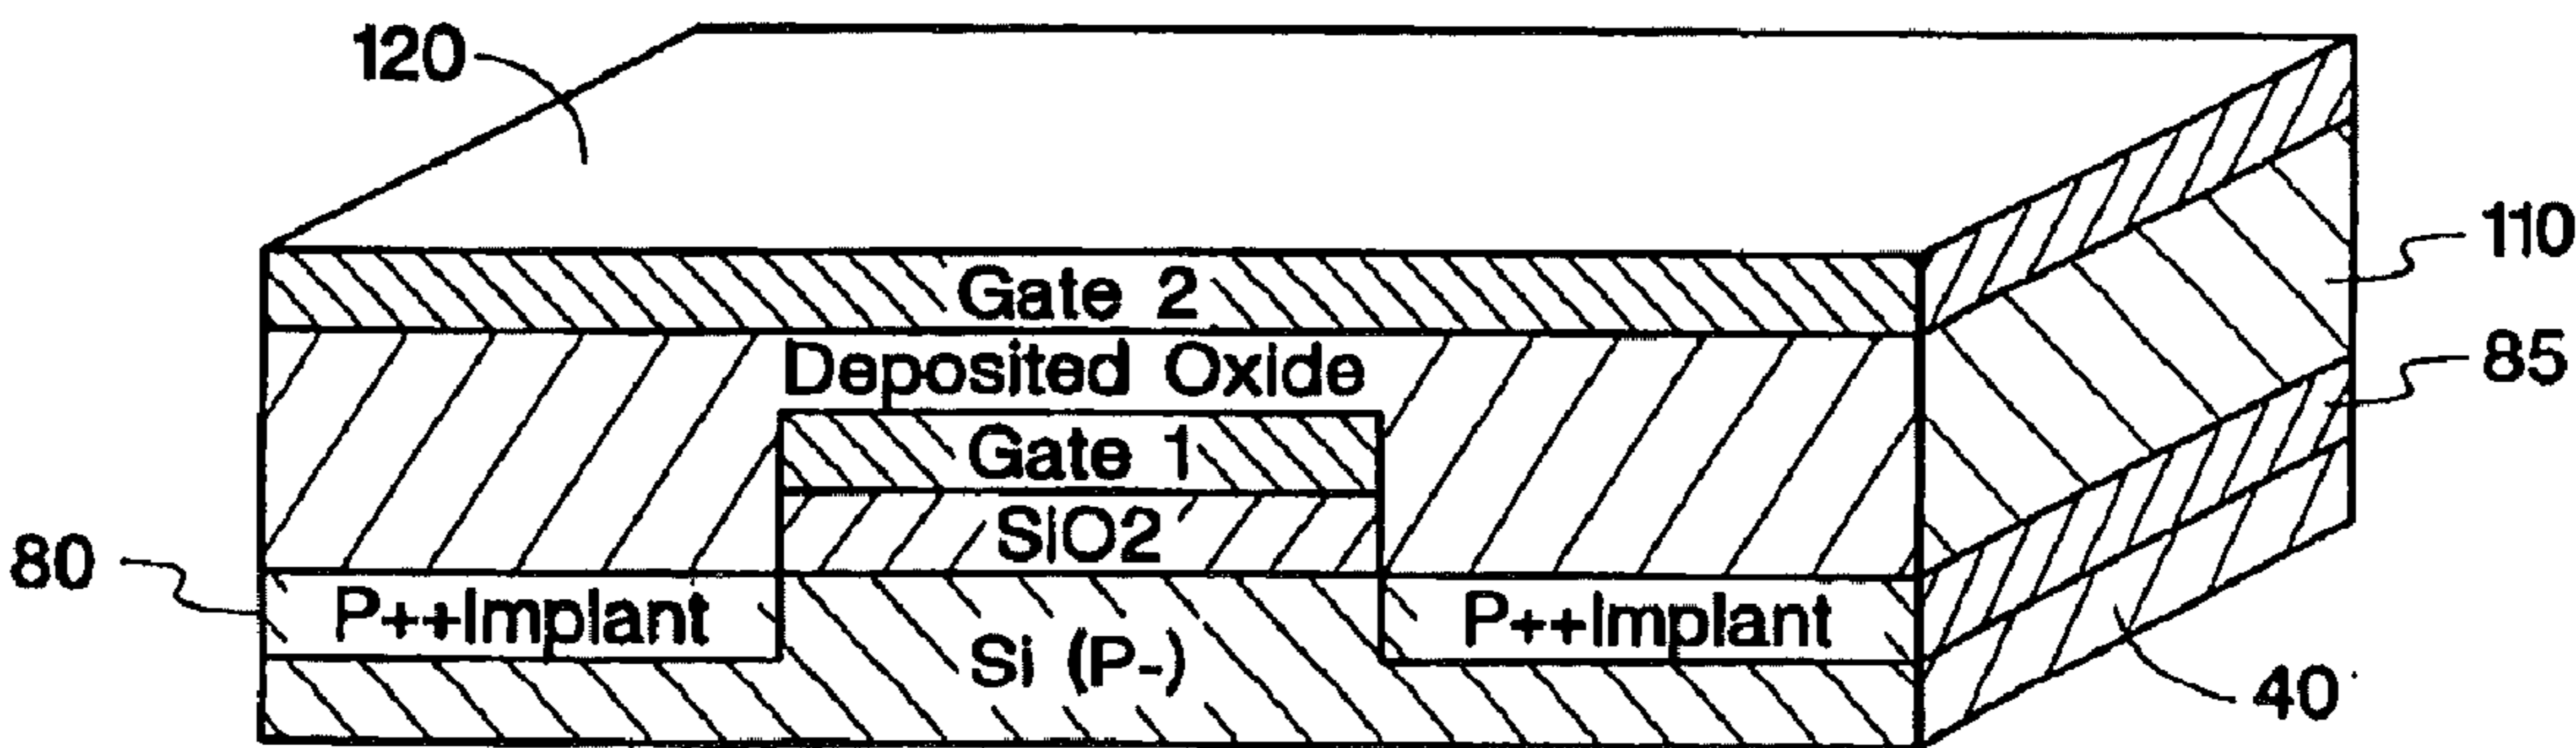 120
110
Gate 2
Deposited Oxide
85
Gate 1
SiO2
80
P++Implant
P++Implant
Si (P-)
40